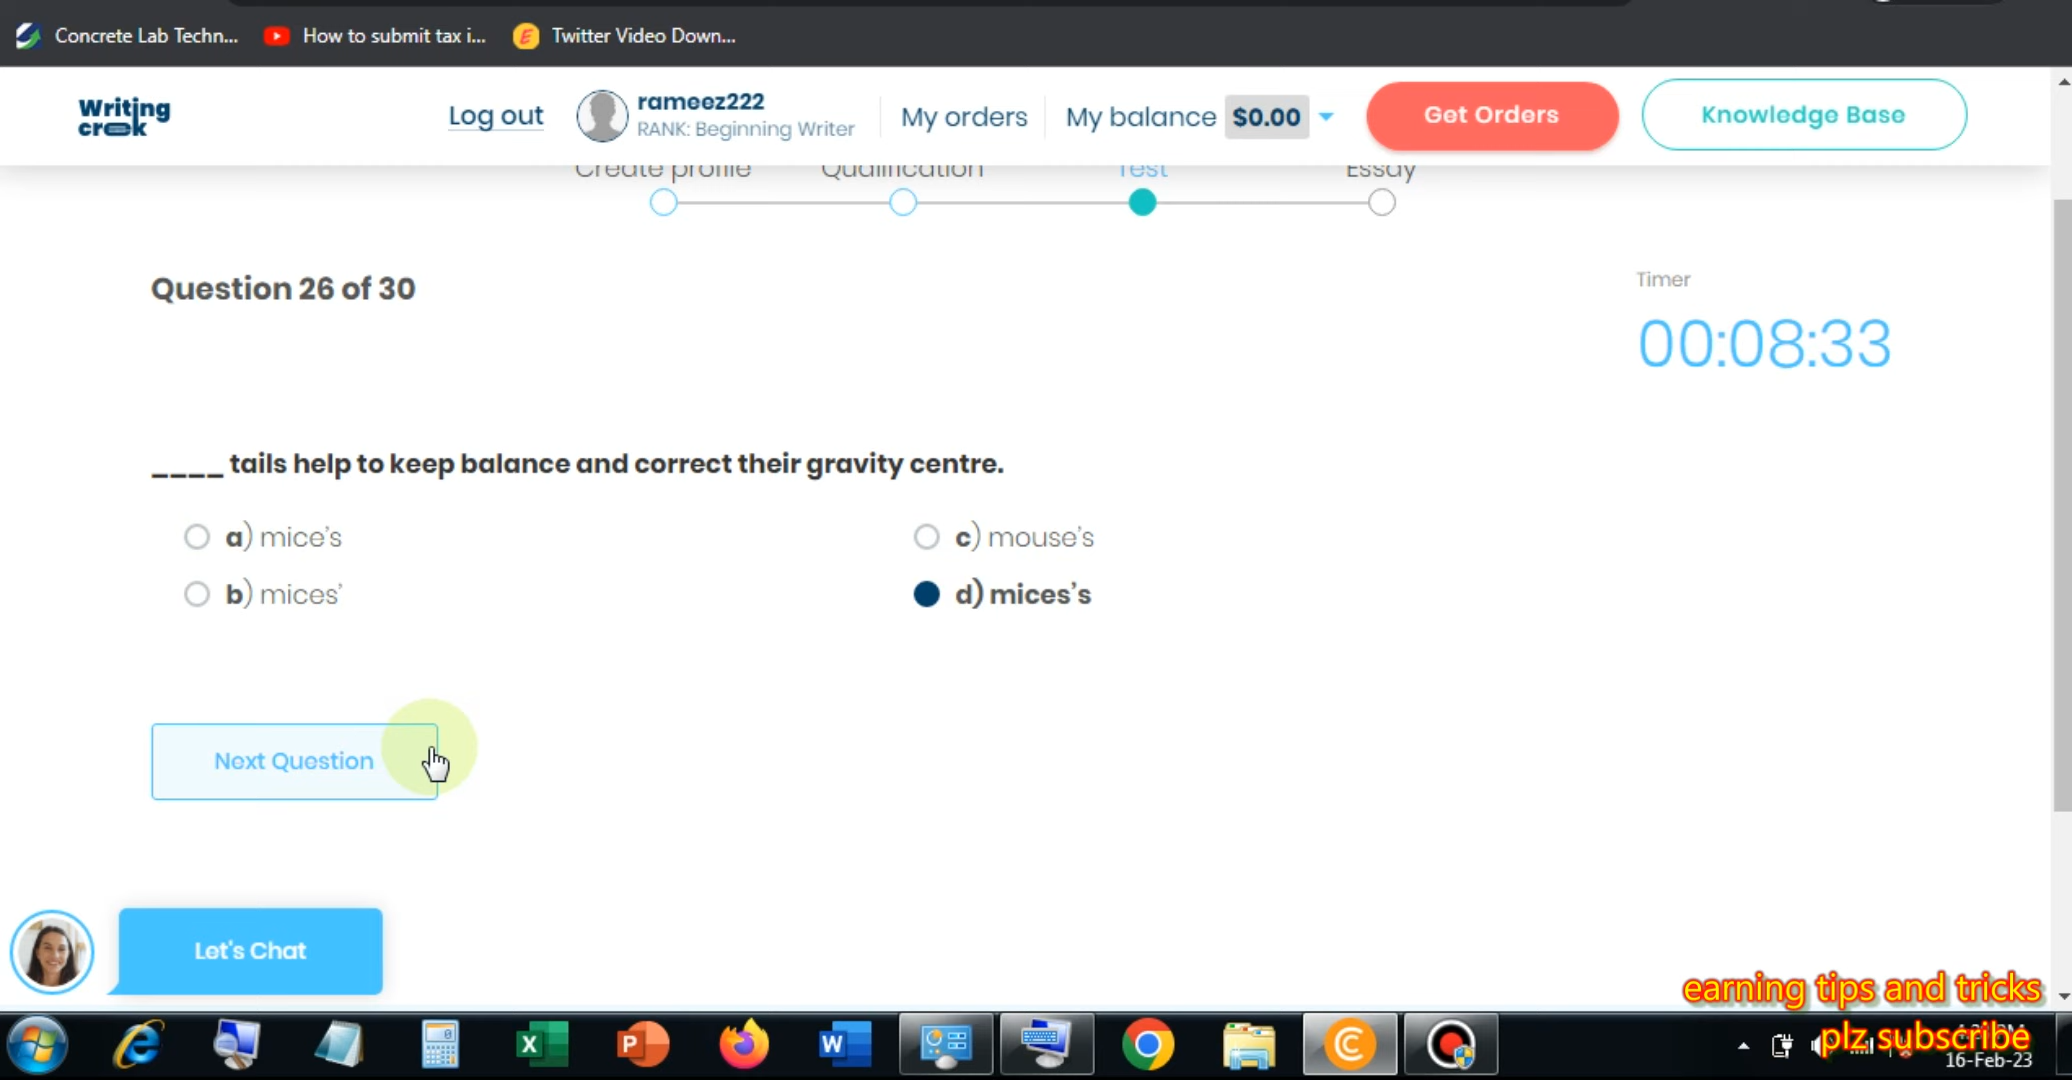 Concrete Lab Techn... How to submit tax i... Twitter Video Down...
Writing
creek
Log out
rameez222
RANK: Beginning Writer
My orders
My balance $0.00
Get Orders
Knowledge Base
Create profile Qualification Test Essay
Question 26 of 30
Timer
00:08:33
____ tails help to keep balance and correct their gravity centre.
a) mice's
c) mouse's
b) mices'
d) mices's
Next Question
Let's Chat
earning tips and tricks
plz subscribe
16-Feb-23